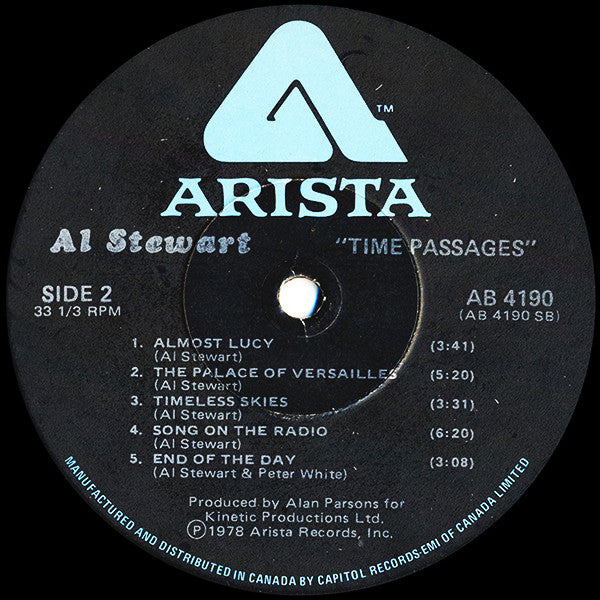 TM
ARISTA
Al Stewart "TIME PASSAGES"
SIDE 2 AB 4190
33 1/3 RPM (AB 4190 SB)
1. ALMOST LUCY (3:41)
(Al Stewart)
2. THE PALACE OF VERSAILLES (5:20)
(Al Stewart)
3. TIMELESS SKIES (3:31)
(Al Stewart)
4. SONG ON THE RADIO (6:20)
(Al Stewart)
5. END OF THE DAY (3:08)
(Al Stewart & Peter White)
Produced by Alan Parsons for
Kinetic Productions Ltd.
℗1978 Arista Records, Inc.
MANUFACTURED AND DISTRIBUTED IN CANADA BY CAPITOL RECORDS-EMI OF CANADA LIMITED